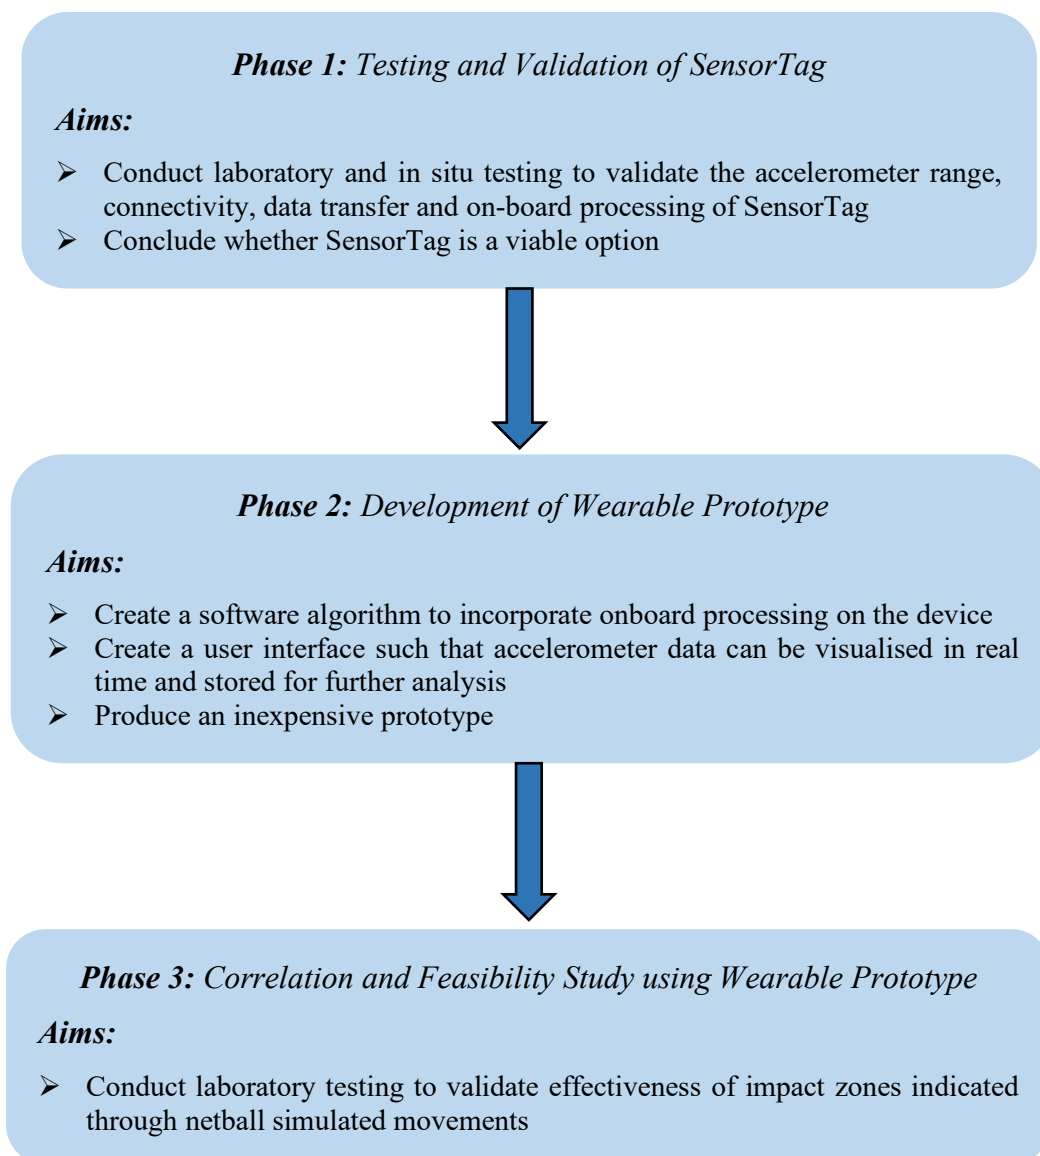 Phase 1: Testing and Validation of SensorTag
Aims:
➢ Conduct laboratory and in situ testing to validate the accelerometer range,
connectivity, data transfer and on-board processing of SensorTag
➢ Conclude whether SensorTag is a viable option
Phase 2: Development of Wearable Prototype
Aims:
➢ Create a software algorithm to incorporate onboard processing on the device
➢ Create a user interface such that accelerometer data can be visualised in real
time and stored for further analysis
➢ Produce an inexpensive prototype
Phase 3: Correlation and Feasibility Study using Wearable Prototype
Aims:
➢ Conduct laboratory testing to validate effectiveness of impact zones indicated
through netball simulated movements